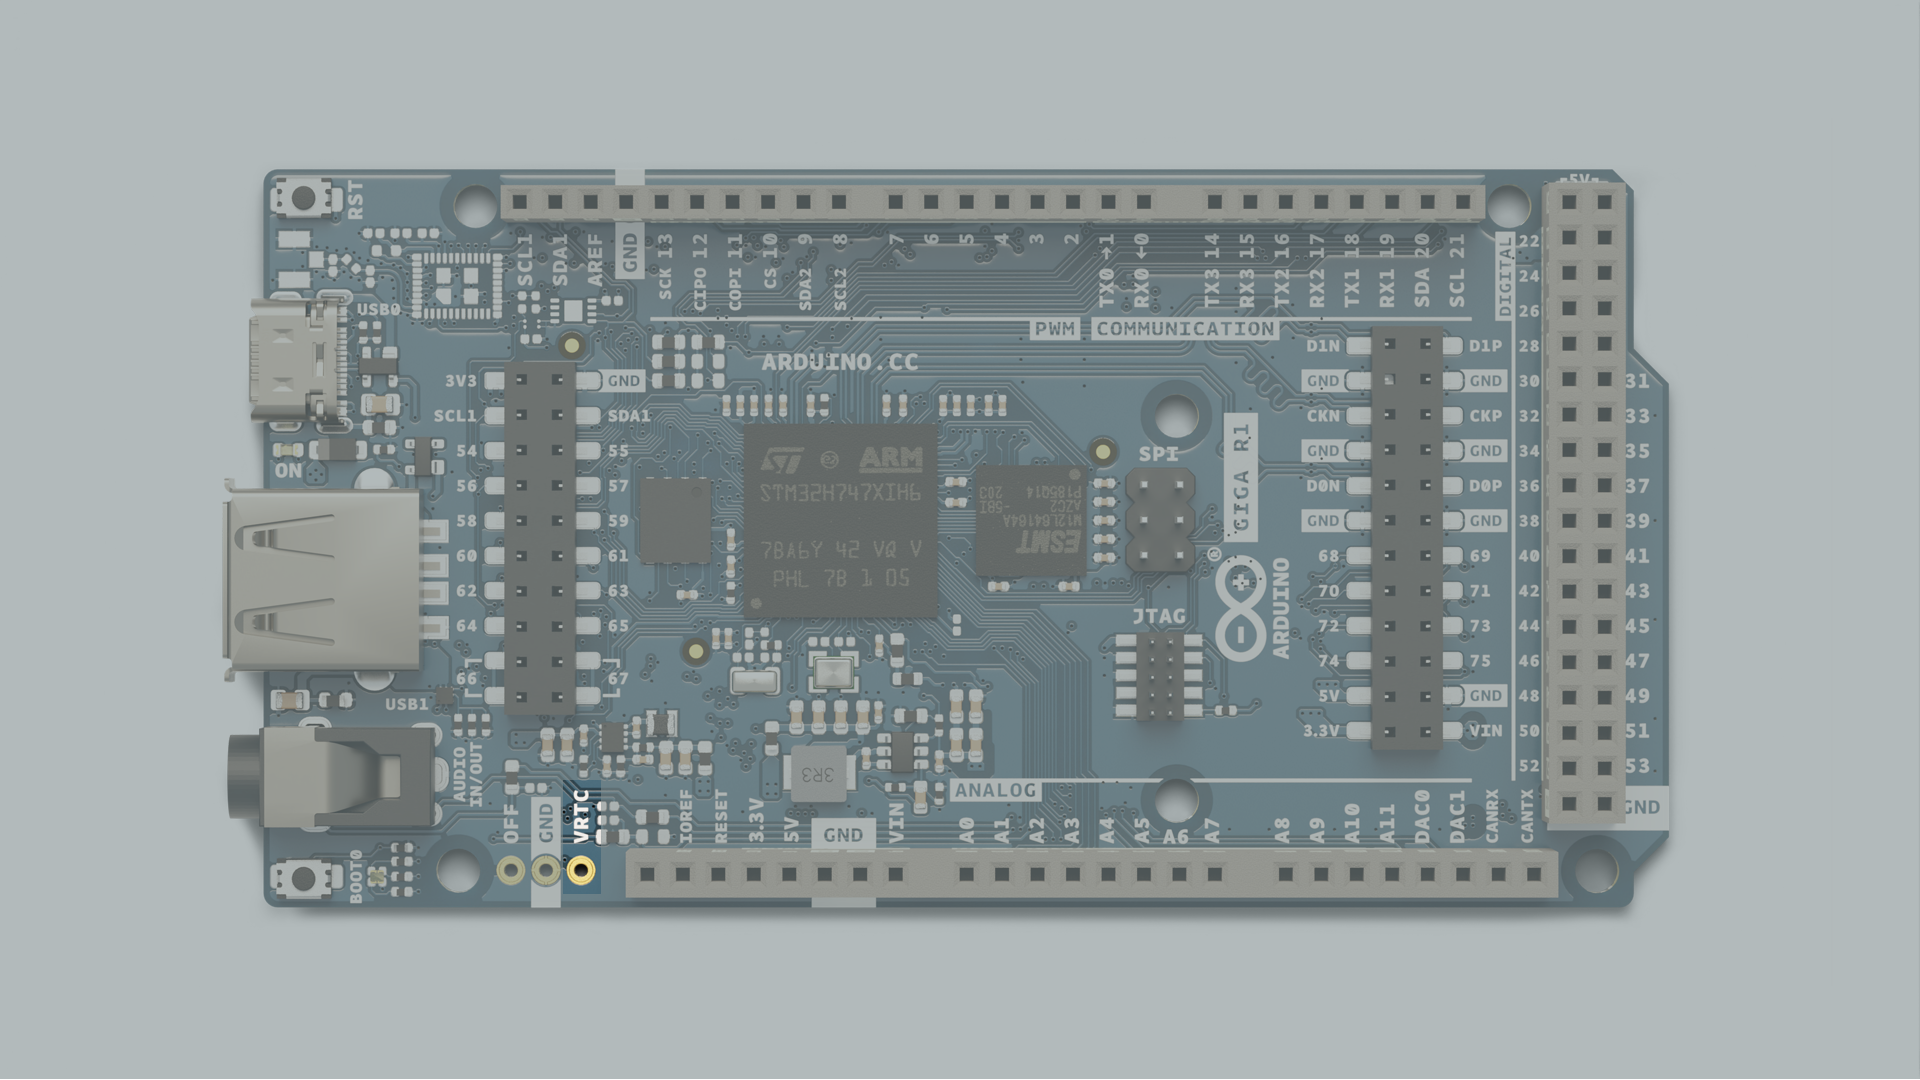 -5V-
RST
SCL1
SDA1
AREF
GND
SCK 13
CIPO 12
COPI 11
CS 10
SDA2 9
SCL2 8
7
6
5
4
3
2
TX0→1
RX0←0
TX3 14
RX3 15
TX2 16
RX2 17
TX1 18
RX1 19
SDA 20
SCL 21
DIGITAL
22
24
26
28
30
32
34
36
38
40
42
44
46
48
50
52
31
33
35
37
39
41
43
45
47
49
51
53
GND
USB0
PWM
COMMUNICATION
ARDUINO.CC
3V3 GND
SCL1 SDA1
54 55
56 57
58 59
60 61
62 63
64 65
66 67
D1N D1P
GND GND
CKN CKP
GND GND
D0N D0P
GND GND
68 69
70 71
72 73
74 75
5V GND
3.3V VIN
ON
ST
ARM
STM32H747XIH6
7BA6Y 42 VQ V
PHL 7B 1 05
ESMT
M12L64164A
-5BI
AZC2
P185Q14 203
SPI
GIGA R1
®
ARDUINO
JTAG
USB1
AUDIO
IN/OUT
3R3
BOOT0
OFF
GND
VRTC
IOREF
RESET
3.3V
5V
GND
VIN
ANALOG
A0
A1
A2
A3
A4
A5
A6
A7
A8
A9
A10
A11
DAC0
DAC1
CANRX
CANTX